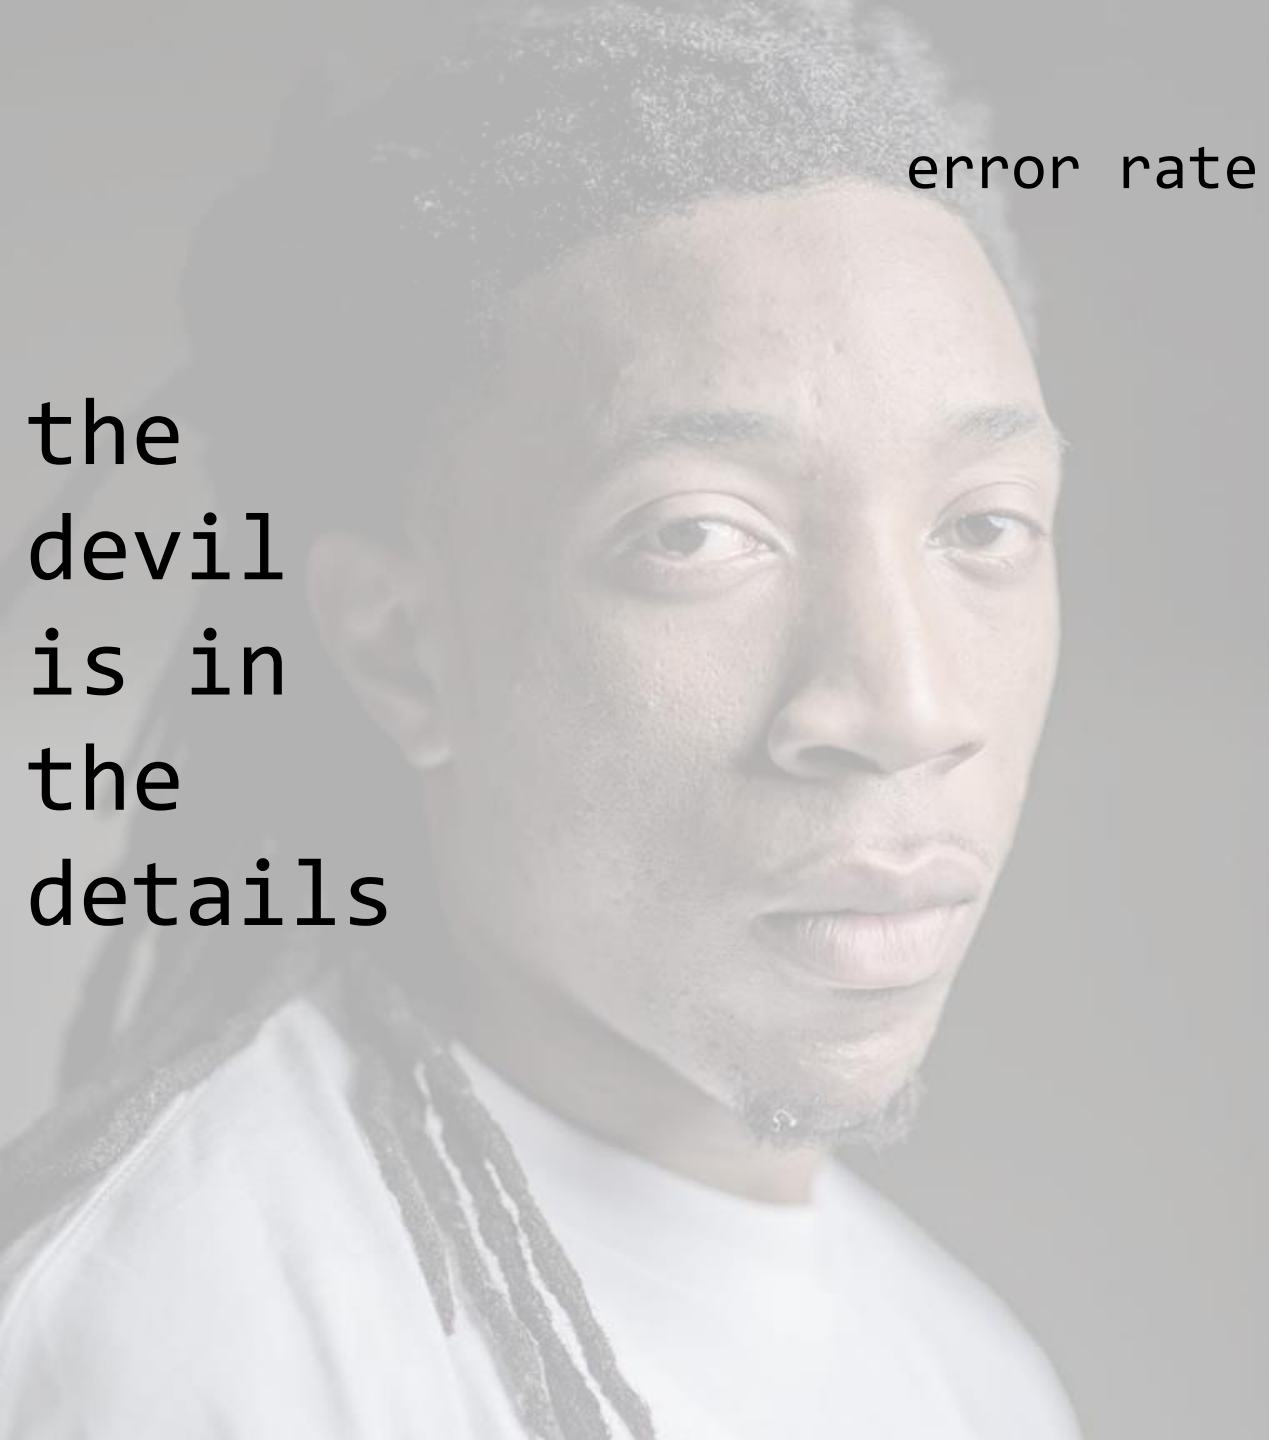 error rate
the
devil
is in
the
details